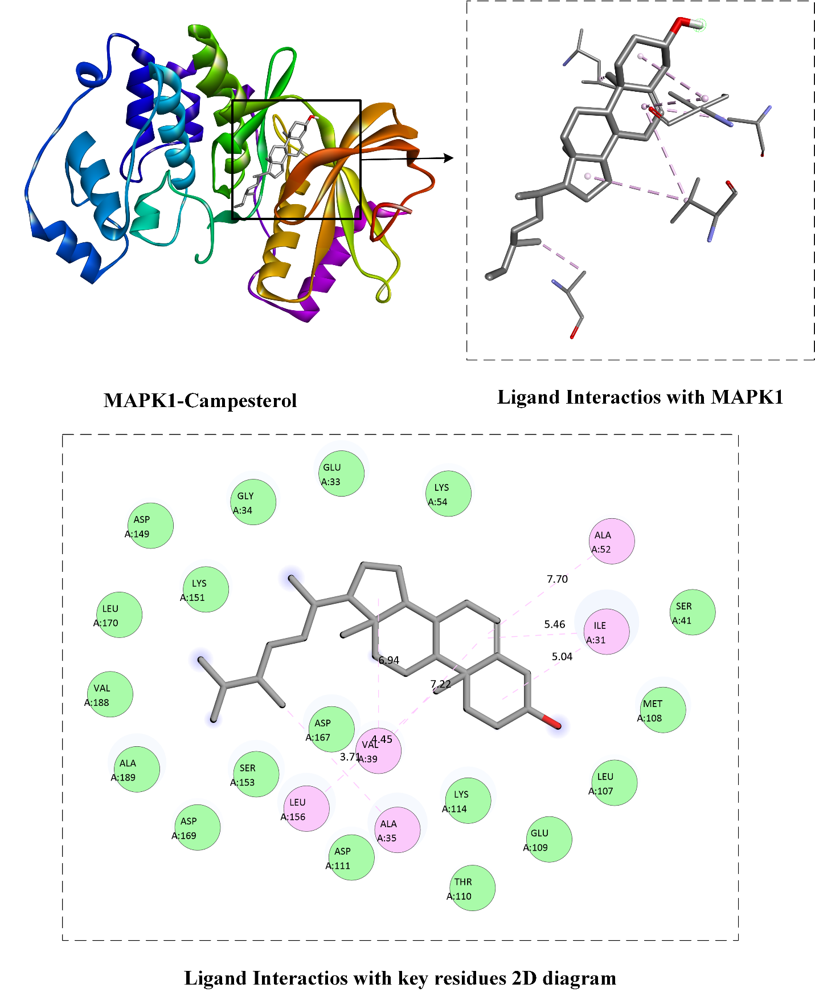 MAPK1-Campesterol
Ligand Interactios with MAPK1
GLU
A:33
LYS
A:54
GLY
A:34
ASP
A:149
ALA
A:52
7.70
LYS
A:151
SER
A:41
LEU
A:170
5.46
ILE
A:31
5.04
6.94
7.22
VAL
A:188
MET
A:108
ASP
A:167
4.45
VAL
A:39
3.71
ALA
A:189
SER
A:153
LEU
A:107
LYS
A:114
LEU
A:156
ALA
A:35
ASP
A:169
GLU
A:109
ASP
A:111
THR
A:110
Ligand Interactios with key residues 2D diagram